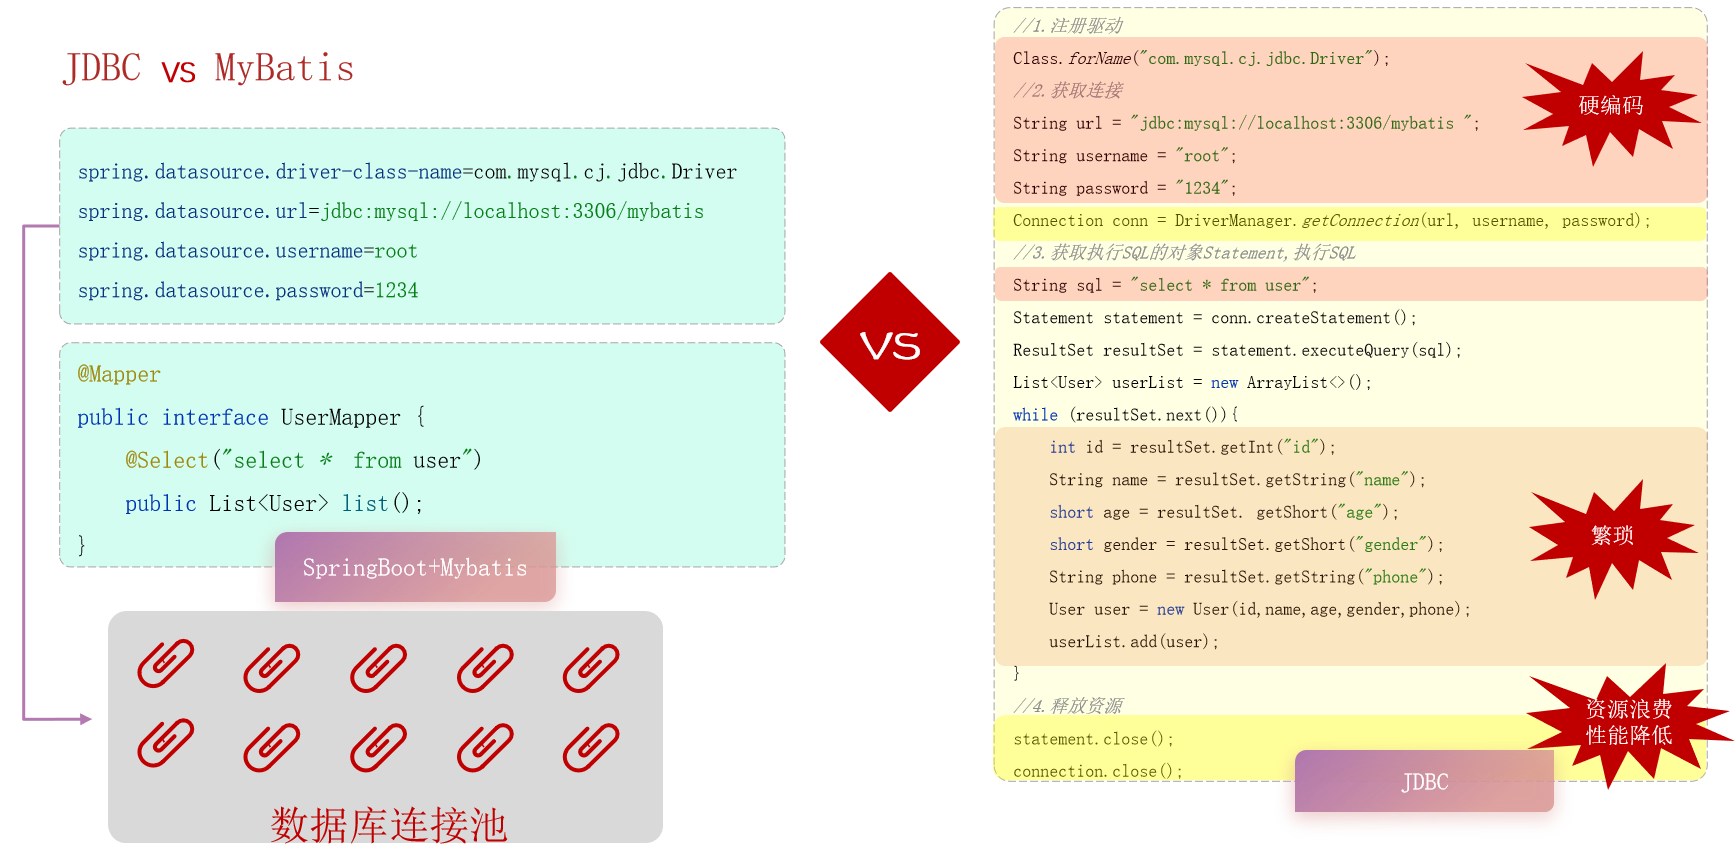 JDBC vs MyBatis
spring.datasource.driver-class-name=com.mysql.cj.jdbc.Driver
spring.datasource.url=jdbc:mysql://localhost:3306/mybatis
spring.datasource.username=root
spring.datasource.password=1234
@Mapper
public interface UserMapper {
    @Select("select * from user")
    public List<User> list();
}
SpringBoot+Mybatis
数据库连接池
VS
//1.注册驱动
Class.forName("com.mysql.cj.jdbc.Driver");
//2.获取连接
String url = "jdbc:mysql://localhost:3306/mybatis ";
String username = "root";
String password = "1234";
硬编码
Connection conn = DriverManager.getConnection(url, username, password);
//3.获取执行SQL的对象Statement,执行SQL
String sql = "select * from user";
Statement statement = conn.createStatement();
ResultSet resultSet = statement.executeQuery(sql);
List<User> userList = new ArrayList<>();
while (resultSet.next()){
    int id = resultSet.getInt("id");
    String name = resultSet.getString("name");
    short age = resultSet. getShort("age");
    short gender = resultSet.getShort("gender");
    String phone = resultSet.getString("phone");
    User user = new User(id,name,age,gender,phone);
    userList.add(user);
繁琐
}
//4.释放资源
statement.close();
connection.close();
资源浪费
性能降低
JDBC